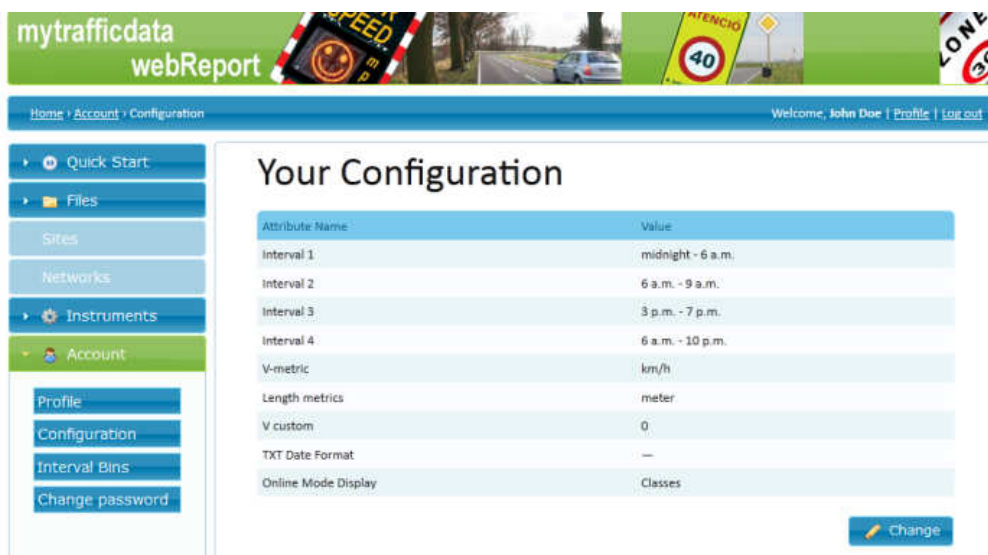 mytrafficdata
webReport
SPEED
ATENCIÓ
40
ZONE
30
Home › Account › Configuration
Welcome, John Doe | Profile | Log out
Quick Start
Files
Sites
Networks
Instruments
Account
Profile
Configuration
Interval Bins
Change password
Your Configuration
Attribute Name Value
Interval 1 midnight - 6 a.m.
Interval 2 6 a.m. - 9 a.m.
Interval 3 3 p.m. - 7 p.m.
Interval 4 6 a.m. - 10 p.m.
V-metric km/h
Length metrics meter
V custom 0
TXT Date Format —
Online Mode Display Classes
Change